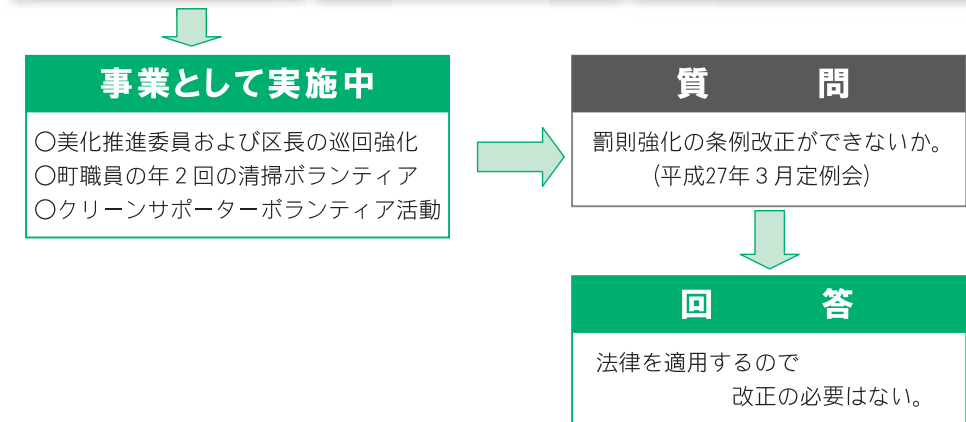 事業として実施中
○美化推進委員および区長の巡回強化
○町職員の年２回の清掃ボランティア
○クリーンサポーターボランティア活動
質　問
罰則強化の条例改正ができないか。
(平成27年３月定例会)
回　答
法律を適用するので
改正の必要はない。